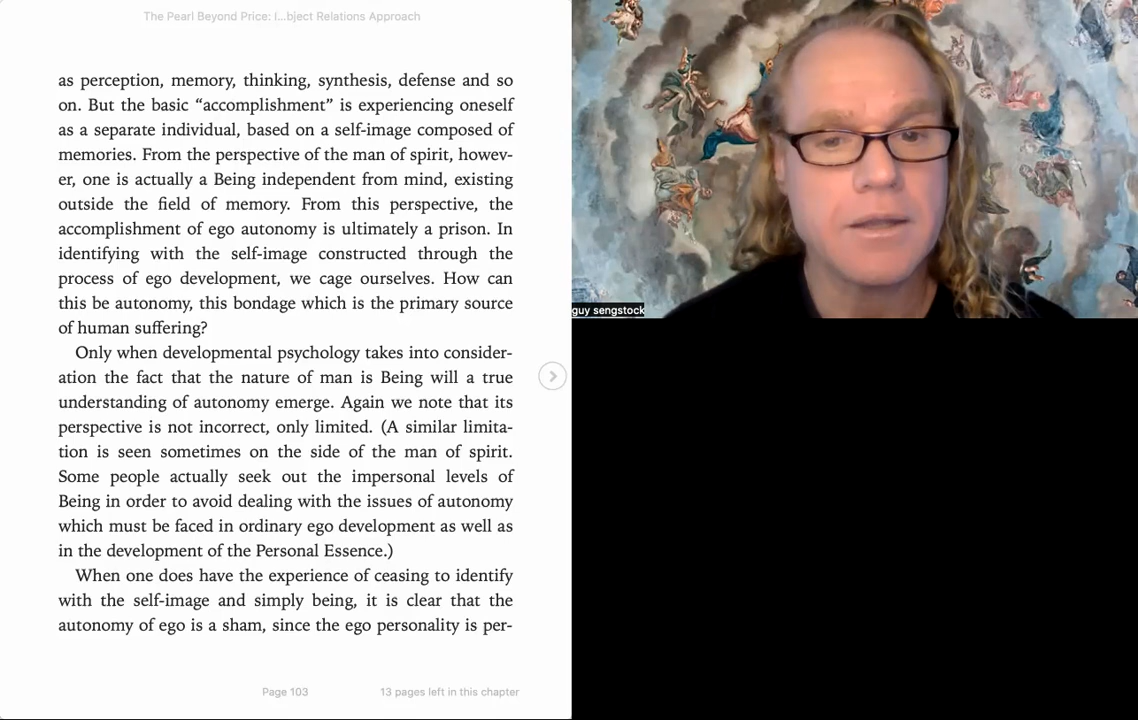 The Pearl Beyond Price: I...bject Relations Approach
as perception, memory, thinking, synthesis, defense and so
on. But the basic “accomplishment” is experiencing oneself
as a separate individual, based on a self-image composed of
memories. From the perspective of the man of spirit, howev-
er, one is actually a Being independent from mind, existing
outside the field of memory. From this perspective, the
accomplishment of ego autonomy is ultimately a prison. In
identifying with the self-image constructed through the
process of ego development, we cage ourselves. How can
this be autonomy, this bondage which is the primary source
of human suffering?
Only when developmental psychology takes into consider-
ation the fact that the nature of man is Being will a true
understanding of autonomy emerge. Again we note that its
perspective is not incorrect, only limited. (A similar limita-
tion is seen sometimes on the side of the man of spirit.
Some people actually seek out the impersonal levels of
Being in order to avoid dealing with the issues of autonomy
which must be faced in ordinary ego development as well as
in the development of the Personal Essence.)
When one does have the experience of ceasing to identify
with the self-image and simply being, it is clear that the
autonomy of ego is a sham, since the ego personality is per-
Page 103
13 pages left in this chapter
guy sengstock